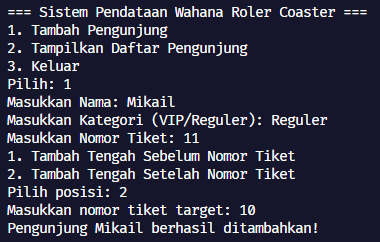 === Sistem Pendataan Wahana Roler Coaster ===
1. Tambah Pengunjung
2. Tampilkan Daftar Pengunjung
3. Keluar
Pilih: 1
Masukkan Nama: Mikail
Masukkan Kategori (VIP/Reguler): Reguler
Masukkan Nomor Tiket: 11
1. Tambah Tengah Sebelum Nomor Tiket
2. Tambah Tengah Setelah Nomor Tiket
Pilih posisi: 2
Masukkan nomor tiket target: 10
Pengunjung Mikail berhasil ditambahkan!